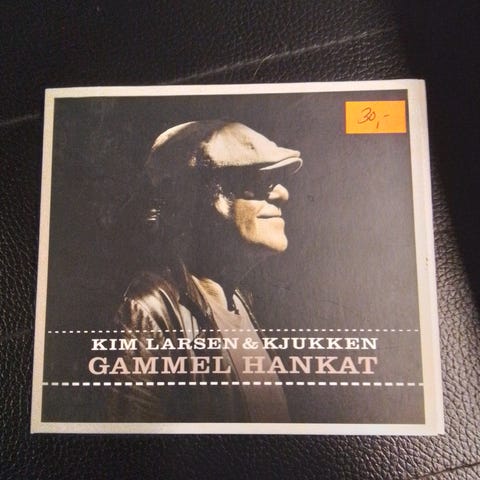 30,-
KIM LARSEN & KJUKKEN
GAMMEL HANKAT